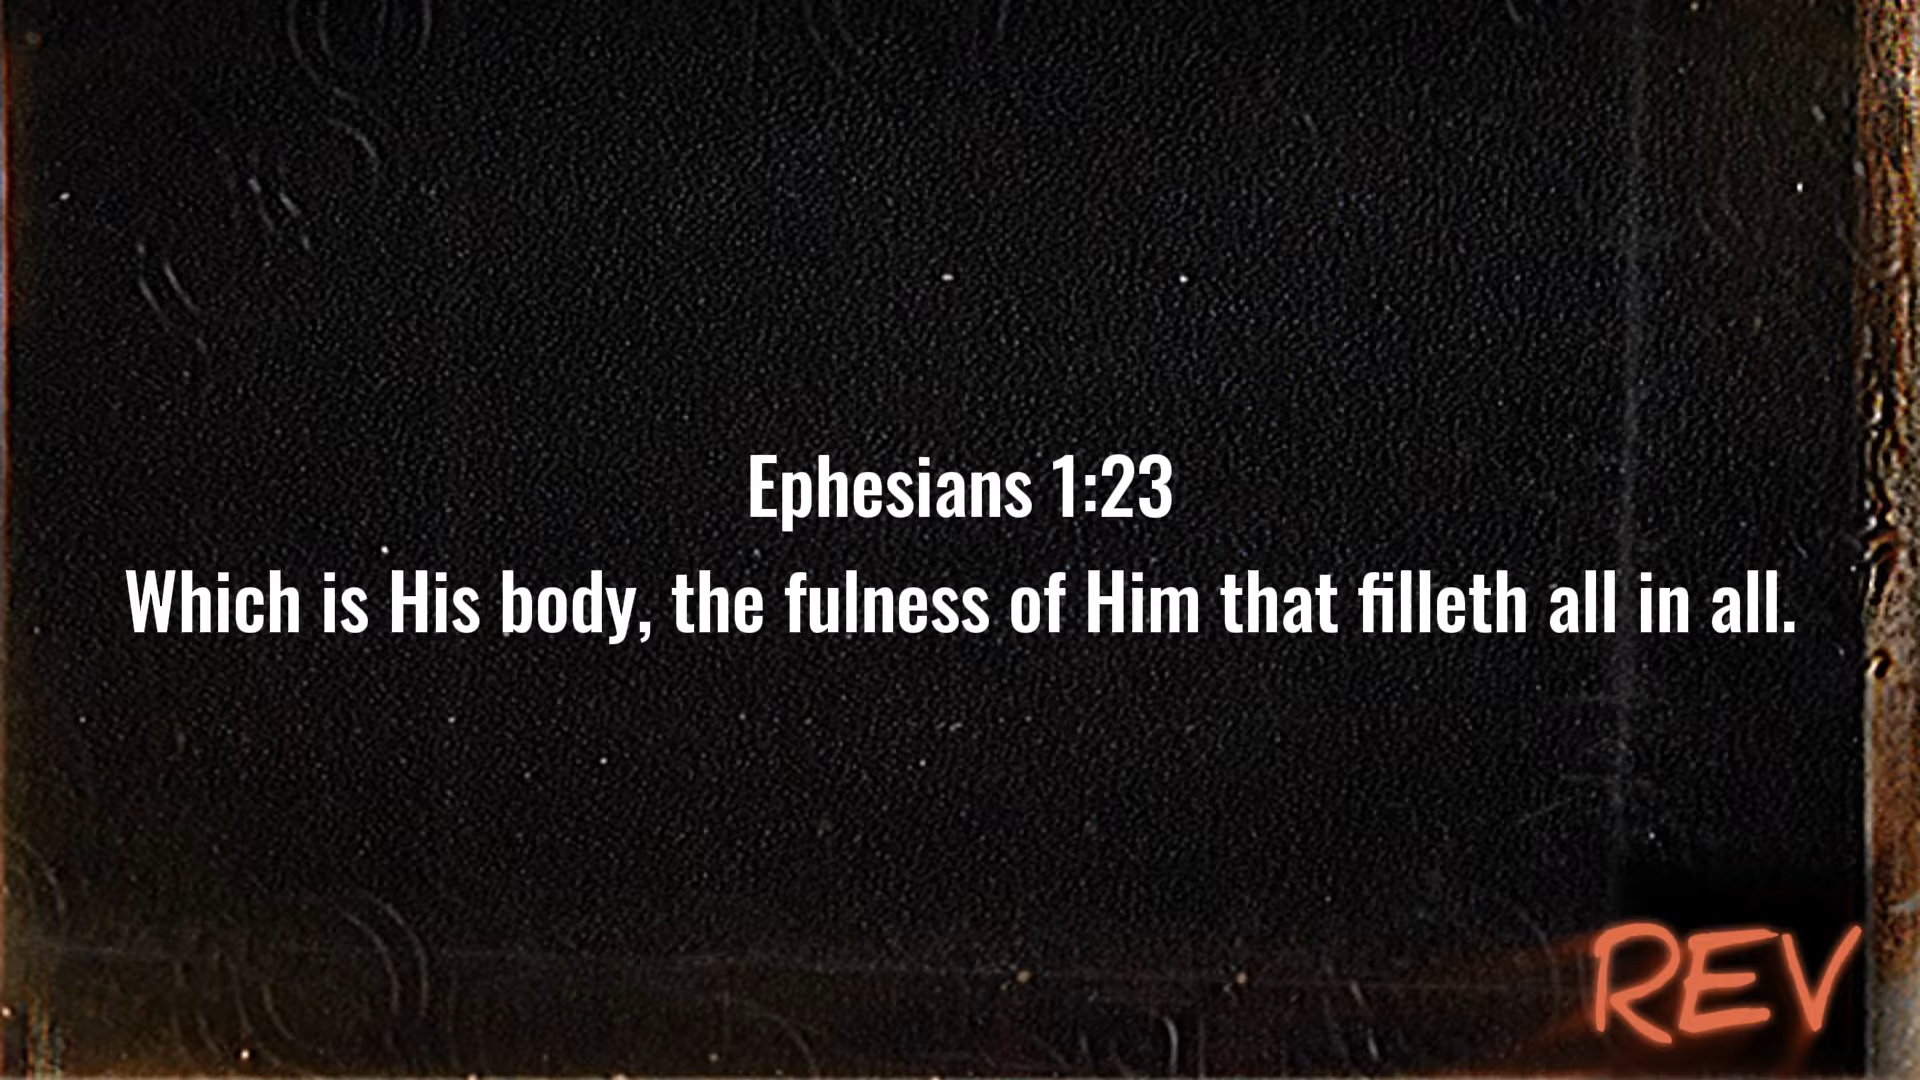 Ephesians 1:23
Which is His body, the fulness of Him that filleth all in all.
REV